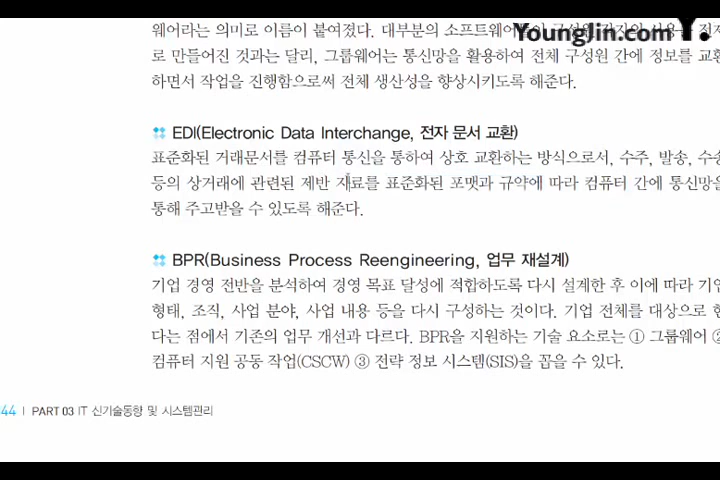 Younglin.com Y.
웨어라는 의미로 이름이 붙여졌다. 대부분의 소프트웨어
로 만들어진 것과는 달리, 그룹웨어는 통신망을 활용하여 전체 구성원 간에 정보를 교환
하면서 작업을 진행함으로써 전체 생산성을 향상시키도록 해준다.
EDI(Electronic Data Interchange, 전자 문서 교환)
표준화된 거래문서를 컴퓨터 통신을 통하여 상호 교환하는 방식으로서, 수주, 발송, 수송
등의 상거래에 관련된 제반 자료를 표준화된 포맷과 규약에 따라 컴퓨터 간에 통신망을
통해 주고받을 수 있도록 해준다.
BPR(Business Process Reengineering, 업무 재설계)
기업 경영 전반을 분석하여 경영 목표 달성에 적합하도록 다시 설계한 후 이에 따라 기업
형태, 조직, 사업 분야, 사업 내용 등을 다시 구성하는 것이다. 기업 전체를 대상으로 한
다는 점에서 기존의 업무 개선과 다르다. BPR을 지원하는 기술 요소로는 ① 그룹웨어 ②
컴퓨터 지원 공동 작업(CSCW) ③ 전략 정보 시스템(SIS)을 꼽을 수 있다.
44 | PART 03 IT 신기술동향 및 시스템관리